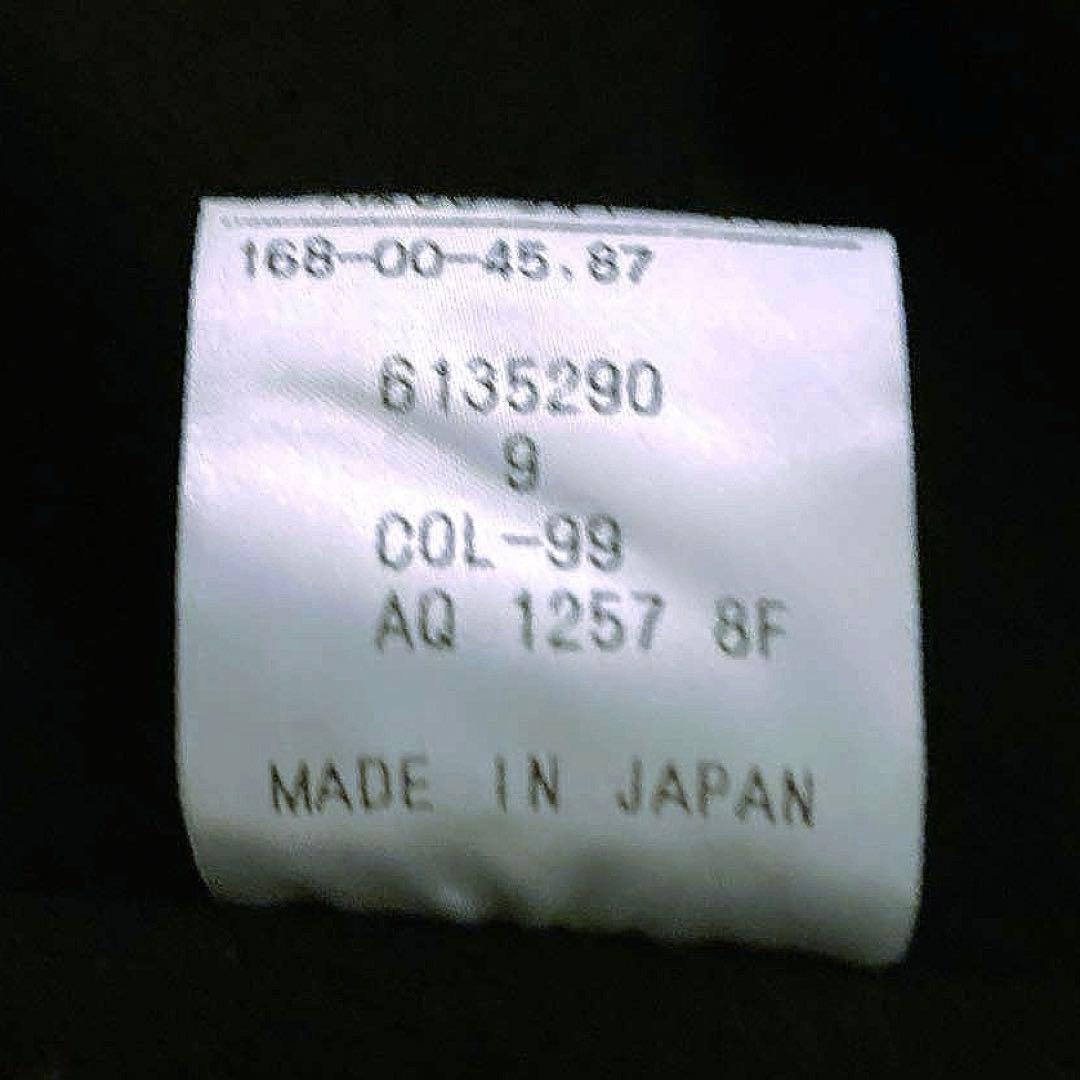 168-00-45.87
6135290
9
COL-99
AQ 1257 8F
MADE IN JAPAN